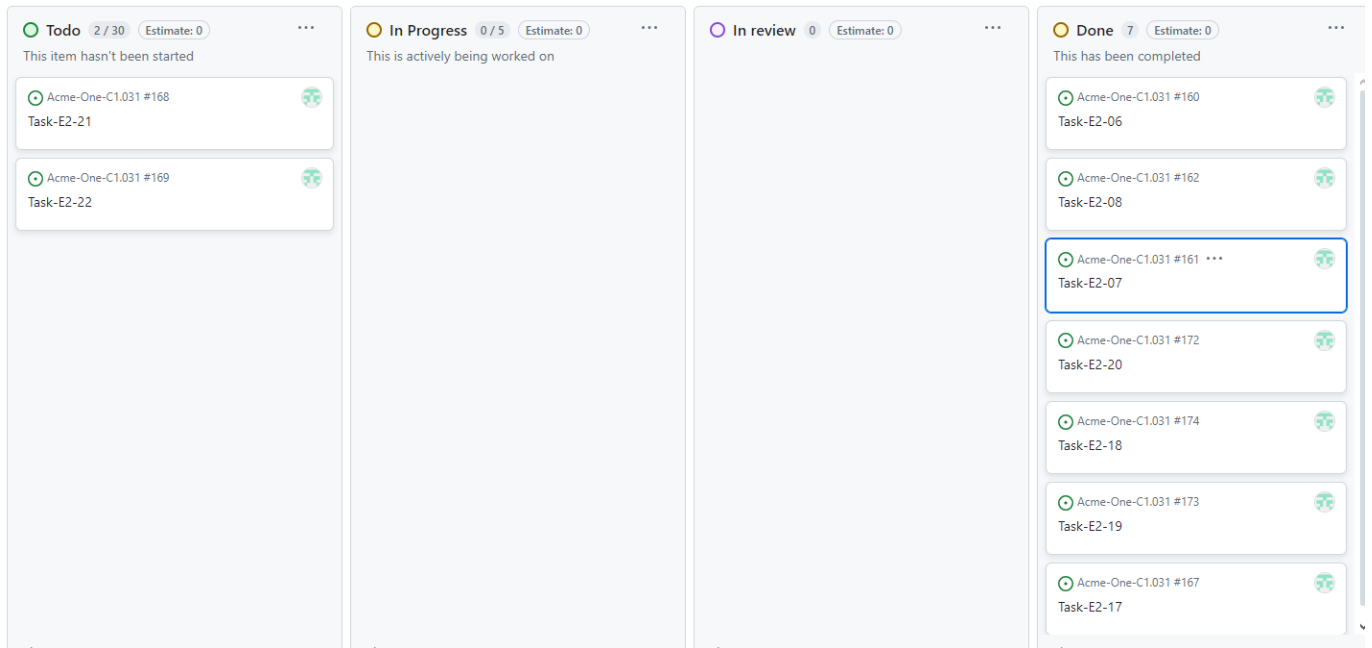 Todo 2 / 30 Estimate: 0
This item hasn't been started
Acme-One-C1.031 #168
Task-E2-21
Acme-One-C1.031 #169
Task-E2-22
In Progress 0 / 5 Estimate: 0
This is actively being worked on
In review 0 Estimate: 0
Done 7 Estimate: 0
This has been completed
Acme-One-C1.031 #160
Task-E2-06
Acme-One-C1.031 #162
Task-E2-08
Acme-One-C1.031 #161
Task-E2-07
Acme-One-C1.031 #172
Task-E2-20
Acme-One-C1.031 #174
Task-E2-18
Acme-One-C1.031 #173
Task-E2-19
Acme-One-C1.031 #167
Task-E2-17